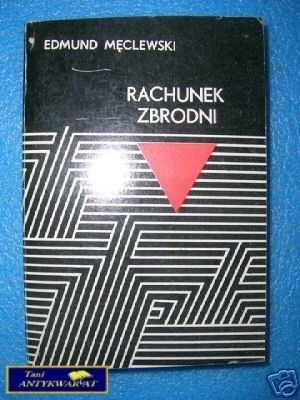 EDMUND MĘCLEWSKI
RACHUNEK
ZBRODNI
Tani
ANTYKWARIAT